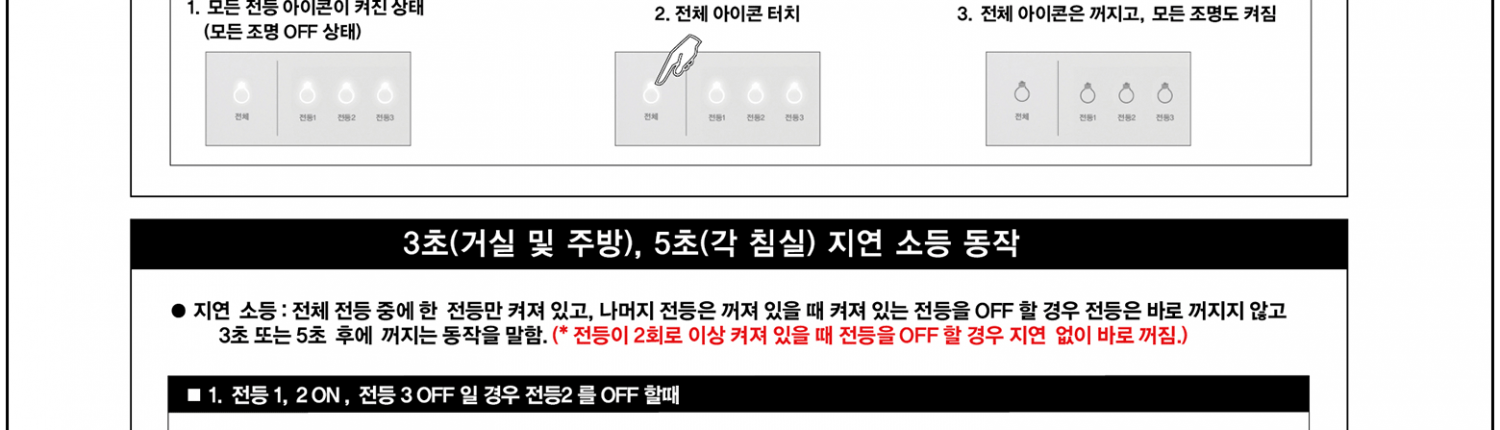 1. 모든 전등 아이콘이 켜진 상태
(모든 조명 OFF 상태)
2. 전체 아이콘 터치
3. 전체 아이콘은 꺼지고, 모든 조명도 켜짐
전체 전등1 전등2 전등3
전체 전등1 전등2 전등3
전체 전등1 전등2 전등3
3초(거실 및 주방), 5초(각 침실) 지연 소등 동작
● 지연 소등 : 전체 전등 중에 한 전등만 켜져 있고, 나머지 전등은 꺼져 있을 때 켜져 있는 전등을 OFF 할 경우 전등은 바로 꺼지지 않고
3초 또는 5초 후에 꺼지는 동작을 말함. (* 전등이 2회로 이상 켜져 있을 때 전등을 OFF 할 경우 지연 없이 바로 꺼짐.)
■ 1. 전등 1, 2 ON , 전등 3 OFF 일 경우 전등2 를 OFF 할때